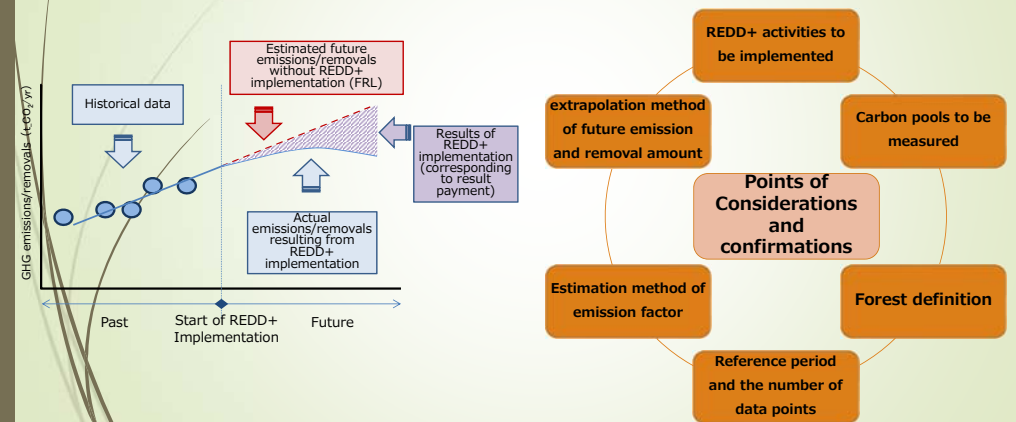 GHG emissions/removals (t_CO₂/yr)
Historical data
Estimated future
emissions/removals
without REDD+
implementation (FRL)
Results of
REDD+
implementation
(corresponding
to result
payment)
Actual
emissions/removals
resulting from
REDD+
implementation
Past
Start of REDD+
Implementation
Future
REDD+ activities to
be implemented
Carbon pools to be
measured
Forest definition
Reference period
and the number of
data points
Estimation method of
emission factor
extrapolation method
of future emission
and removal amount
Points of
Considerations
and
confirmations